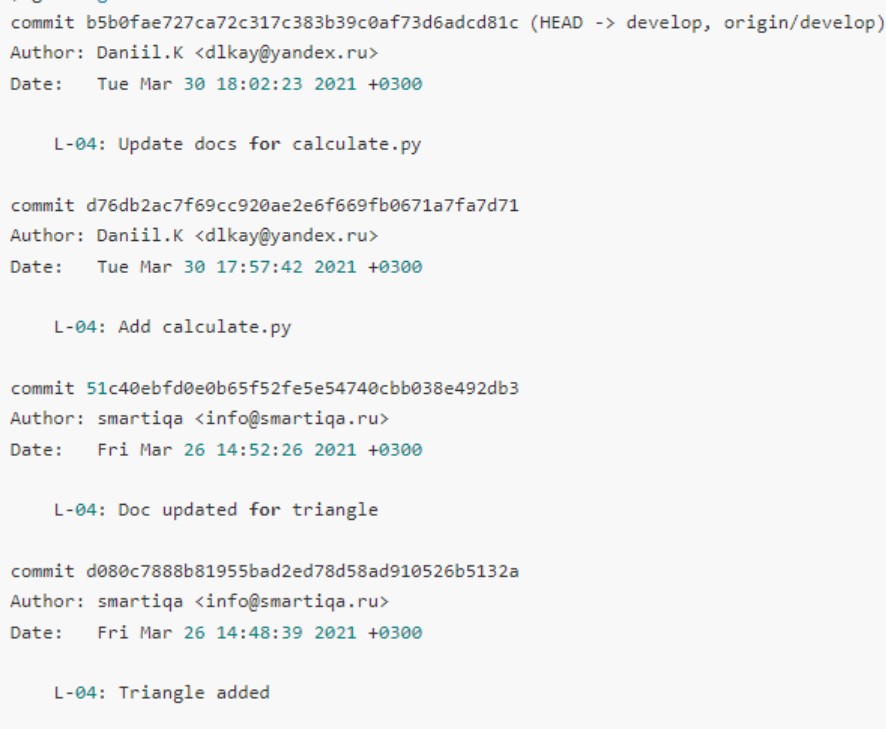 commit b5b0fae727ca72c317c383b39c0af73d6adcd81c (HEAD -> develop, origin/develop)
Author: Daniil.K <dlkay@yandex.ru>
Date:   Tue Mar 30 18:02:23 2021 +0300
L-04: Update docs for calculate.py
commit d76db2ac7f69cc920ae2e6f669fb0671a7fa7d71
Author: Daniil.K <dlkay@yandex.ru>
Date:   Tue Mar 30 17:57:42 2021 +0300
L-04: Add calculate.py
commit 51c40ebfd0e0b65f52fe5e54740cbb038e492db3
Author: smartiqa <info@smartiqa.ru>
Date:   Fri Mar 26 14:52:26 2021 +0300
L-04: Doc updated for triangle
commit d080c7888b81955bad2ed78d58ad910526b5132a
Author: smartiqa <info@smartiqa.ru>
Date:   Fri Mar 26 14:48:39 2021 +0300
L-04: Triangle added